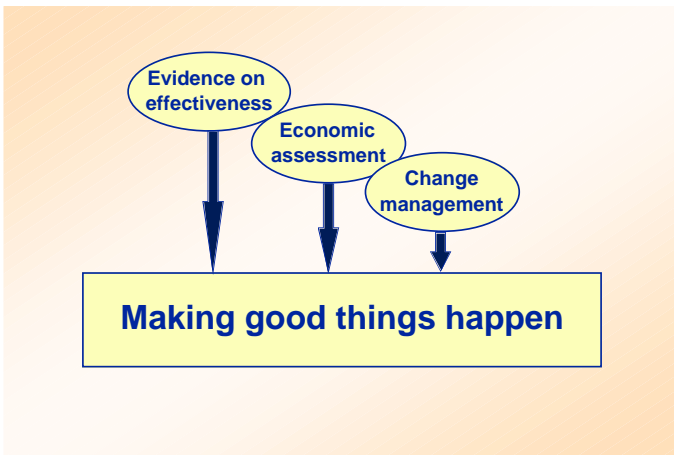 Evidence on
effectiveness
Economic
assessment
Change
management
Making good things happen